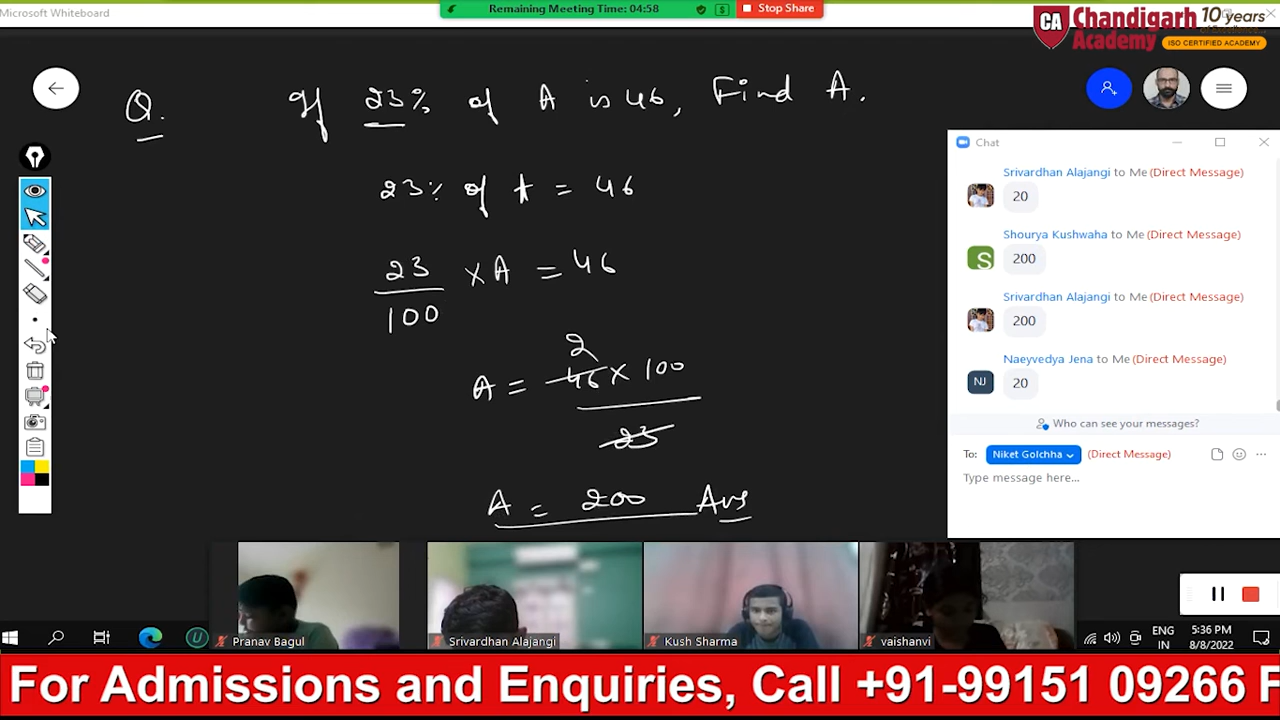 Microsoft Whiteboard
Remaining Meeting Time: 04:58
$
Stop Share
CA Chandigarh Academy
10 years
ISO CERTIFIED ACADEMY
Q. If 23% of A is 46, Find A.
23% of A = 46
23
100
× A = 46
2
A = 46 × 100
23
A = 200 Ans
Chat
Srivardhan Alajangi to Me (Direct Message)
20
Shourya Kushwaha to Me (Direct Message)
S
200
Srivardhan Alajangi to Me (Direct Message)
200
Naeyvedya Jena to Me (Direct Message)
NJ
20
Who can see your messages?
To: Niket Golchha (Direct Message)
Type message here...
Pranav Bagul
Srivardhan Alajangi
Kush Sharma
vaishanvi
U
ENG
IN
5:36 PM
8/8/2022
For Admissions and Enquiries, Call +91-99151 09266 F